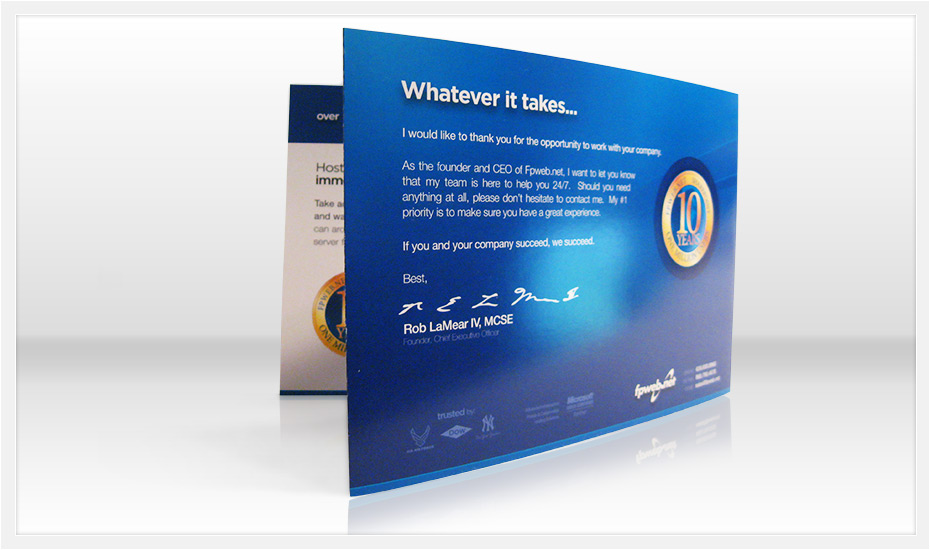 over
Host
imme
Take a
and wa
can aro
server f
Whatever it takes...
I would like to thank you for the opportunity to work with your company.
As the founder and CEO of Fpweb.net, I want to let you know
that my team is here to help you 24/7. Should you need
anything at all, please don't hesitate to contact me. My #1
priority is to make sure you have a great experience.
If you and your company succeed, we succeed.
Best,
Rob LaMear IV, MCSE
Founder, Chief Executive Officer
10
YEARS
trusted by
DOW
Microsoft
fpweb.net